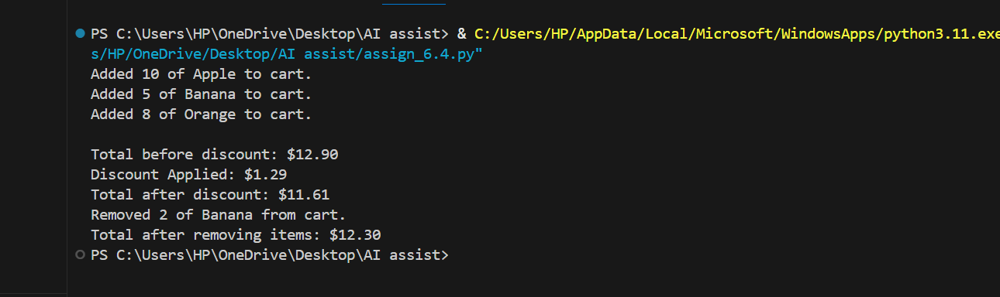 PS C:\Users\HP\OneDrive\Desktop\AI assist> & C:/Users/HP/AppData/Local/Microsoft/WindowsApps/python3.11.exe
s/HP/OneDrive/Desktop/AI assist/assign_6.4.py"
Added 10 of Apple to cart.
Added 5 of Banana to cart.
Added 8 of Orange to cart.
Total before discount: $12.90
Discount Applied: $1.29
Total after discount: $11.61
Removed 2 of Banana from cart.
Total after removing items: $12.30
PS C:\Users\HP\OneDrive\Desktop\AI assist>